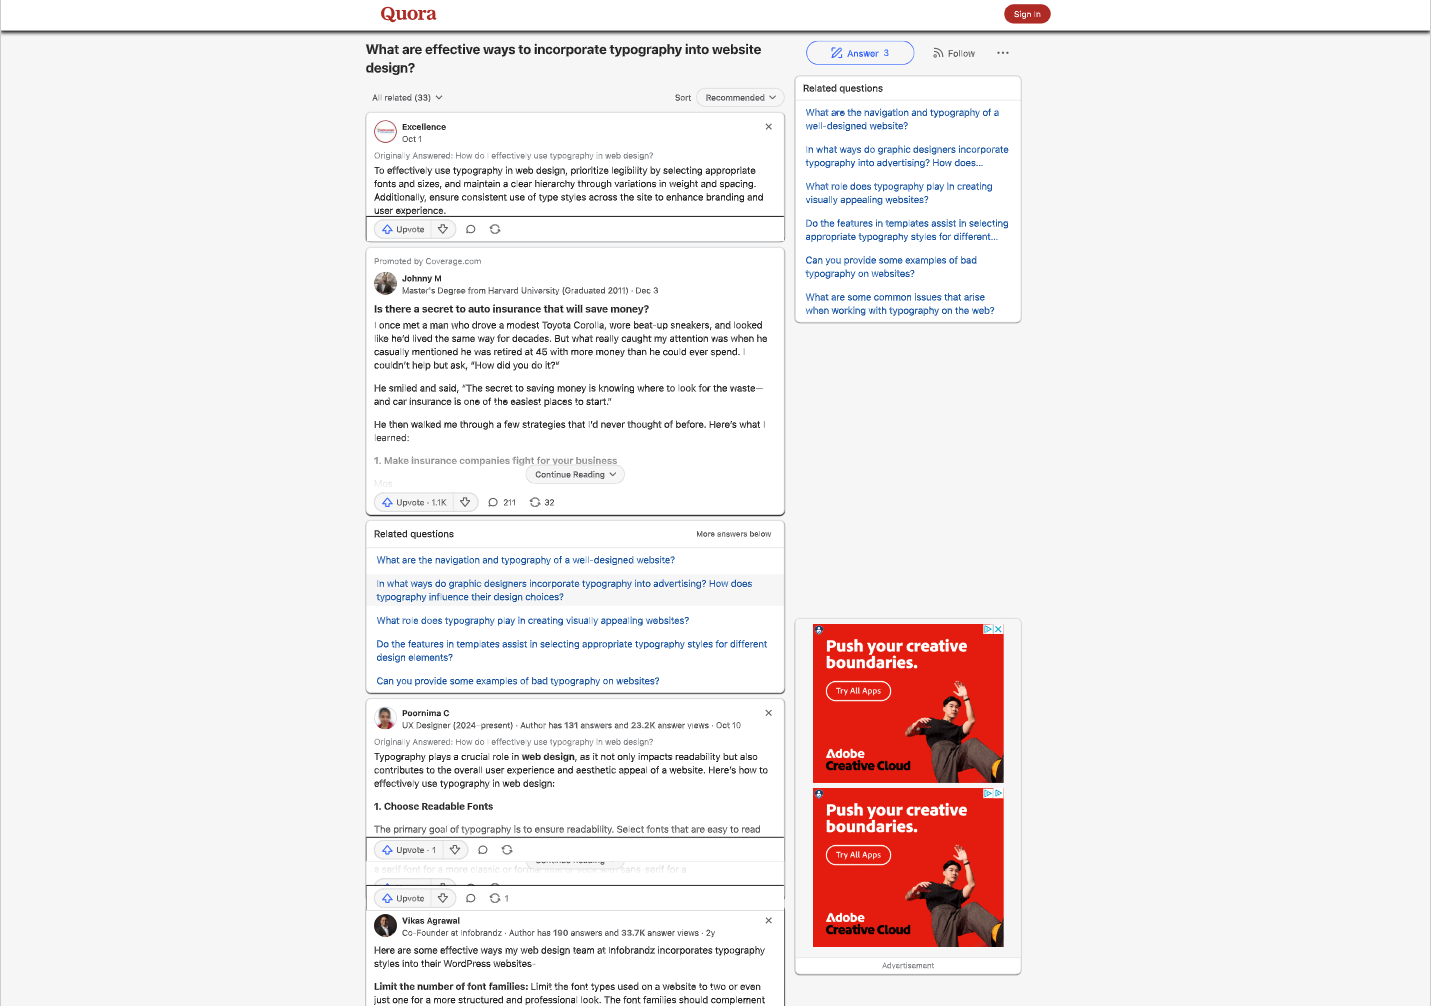 Quora
Sign In
What are effective ways to incorporate typography into website
design?
Answer 3
Follow
All related (33)
Sort
Recommended
Excellence
Oct 1
Originally Answered: How do I effectively use typography in web design?
To effectively use typography in web design, prioritize legibility by selecting appropriate
fonts and sizes, and maintain a clear hierarchy through variations in weight and spacing.
Additionally, ensure consistent use of type styles across the site to enhance branding and
user experience.
Upvote
Promoted by Coverage.com
Johnny M
Master's Degree from Harvard University (Graduated 2011) · Dec 3
Is there a secret to auto insurance that will save money?
I once met a man who drove a modest Toyota Corolla, wore beat-up sneakers, and looked
like he'd lived the same way for decades. But what really caught my attention was when he
casually mentioned he was retired at 45 with more money than he could ever spend. I
couldn't help but ask, "How did you do it?"
He smiled and said, "The secret to saving money is knowing where to look for the waste—
and car insurance is one of the easiest places to start."
He then walked me through a few strategies that I'd never thought of before. Here's what I
learned:
1. Make insurance companies fight for your business
Mos
Continue Reading
Upvote · 1.1K
211
32
Related questions
More answers below
What are the navigation and typography of a well-designed website?
In what ways do graphic designers incorporate typography into advertising? How does
typography influence their design choices?
What role does typography play in creating visually appealing websites?
Do the features in templates assist in selecting appropriate typography styles for different
design elements?
Can you provide some examples of bad typography on websites?
Poornima C
UX Designer (2024–present) · Author has 131 answers and 23.2K answer views · Oct 10
Originally Answered: How do I effectively use typography in web design?
Typography plays a crucial role in web design, as it not only impacts readability but also
contributes to the overall user experience and aesthetic appeal of a website. Here's how to
effectively use typography in web design:
1. Choose Readable Fonts
The primary goal of typography is to ensure readability. Select fonts that are easy to read
Upvote · 1
Continue Reading
a serif font for a more classic or
Upvote
1
Vikas Agrawal
Co-Founder at Infobrandz · Author has 190 answers and 33.7K answer views · 2y
Here are some effective ways my web design team at Infobrandz incorporates typography
styles into their WordPress websites-
Limit the number of font families: Limit the font types used on a website to two or even
just one for a more structured and professional look. The font families should complement
Related questions
What are the navigation and typography of a
well-designed website?
In what ways do graphic designers incorporate
typography into advertising? How does...
What role does typography play in creating
visually appealing websites?
Do the features in templates assist in selecting
appropriate typography styles for different...
Can you provide some examples of bad
typography on websites?
What are some common issues that arise
when working with typography on the web?
Push your creative
boundaries.
Try All Apps
Adobe
Creative Cloud
Push your creative
boundaries.
Try All Apps
Adobe
Creative Cloud
Advertisement